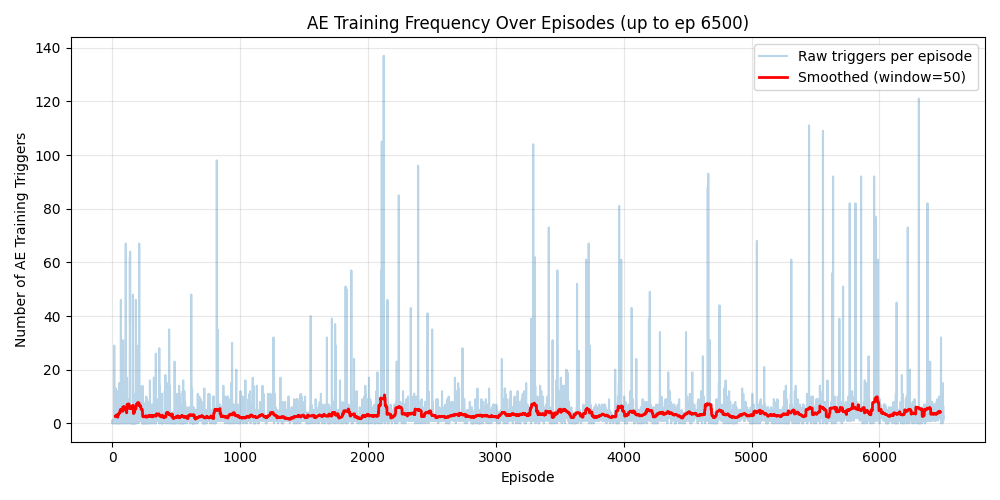 AE Training Frequency Over Episodes (up to ep 6500)
Raw triggers per episode
Smoothed (window=50)
Number of AE Training Triggers
140
120
100
80
60
40
20
0
0 1000 2000 3000 4000 5000 6000
Episode